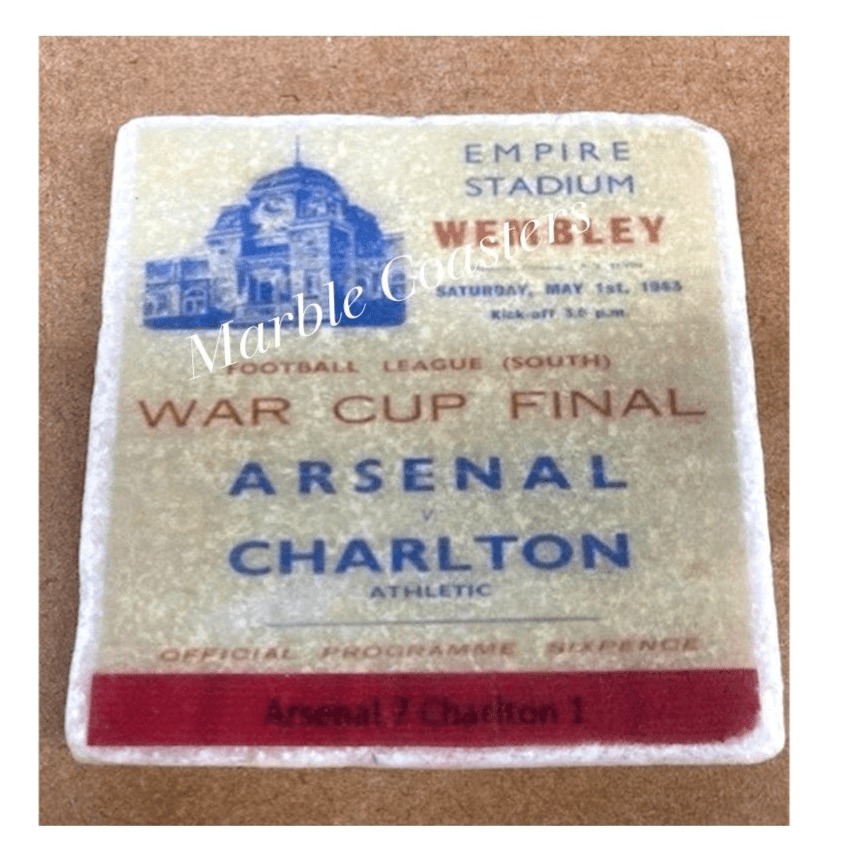 EMPIRE
STADIUM
WEMBLEY
SATURDAY, MAY 1st, 1943
Kick-off 3.0 p.m.
Marble Coasters
FOOTBALL LEAGUE (SOUTH)
WAR CUP FINAL
ARSENAL
v
CHARLTON
ATHLETIC
OFFICIAL PROGRAMME SIXPENCE
Arsenal 7 Charlton 1